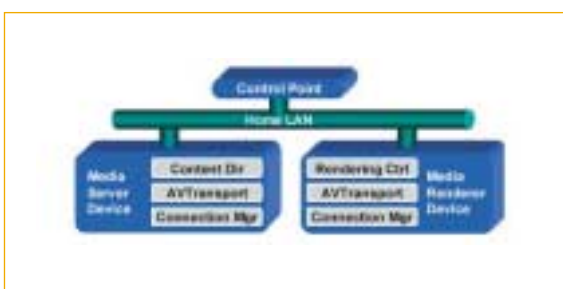 Control Point
Home LAN
Media
Server
Device
Content Dir
AVTransport
Connection Mgr
Rendering Ctrl
AVTransport
Connection Mgr
Media
Renderer
Device